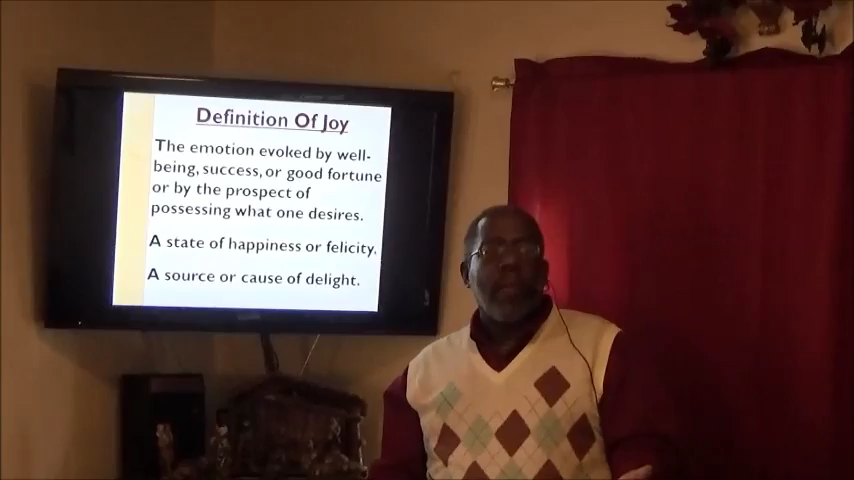 Definition Of Joy
The emotion evoked by well-
being, success, or good fortune
or by the prospect of
possessing what one desires.
A state of happiness or felicity.
A source or cause of delight.